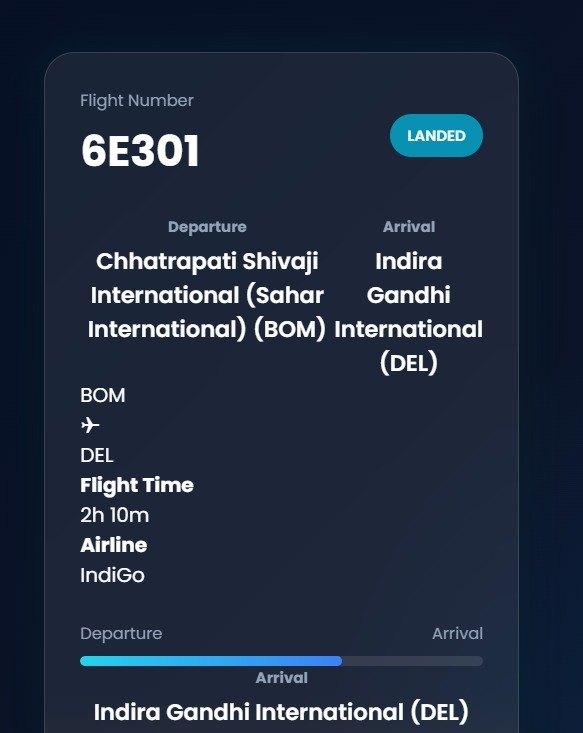 Flight Number
6E301
LANDED
Departure
Arrival
Chhatrapati Shivaji
International (Sahar
International) (BOM)
Indira
Gandhi
International
(DEL)
BOM
✈
DEL
Flight Time
2h 10m
Airline
IndiGo
Departure
Arrival
Arrival
Indira Gandhi International (DEL)